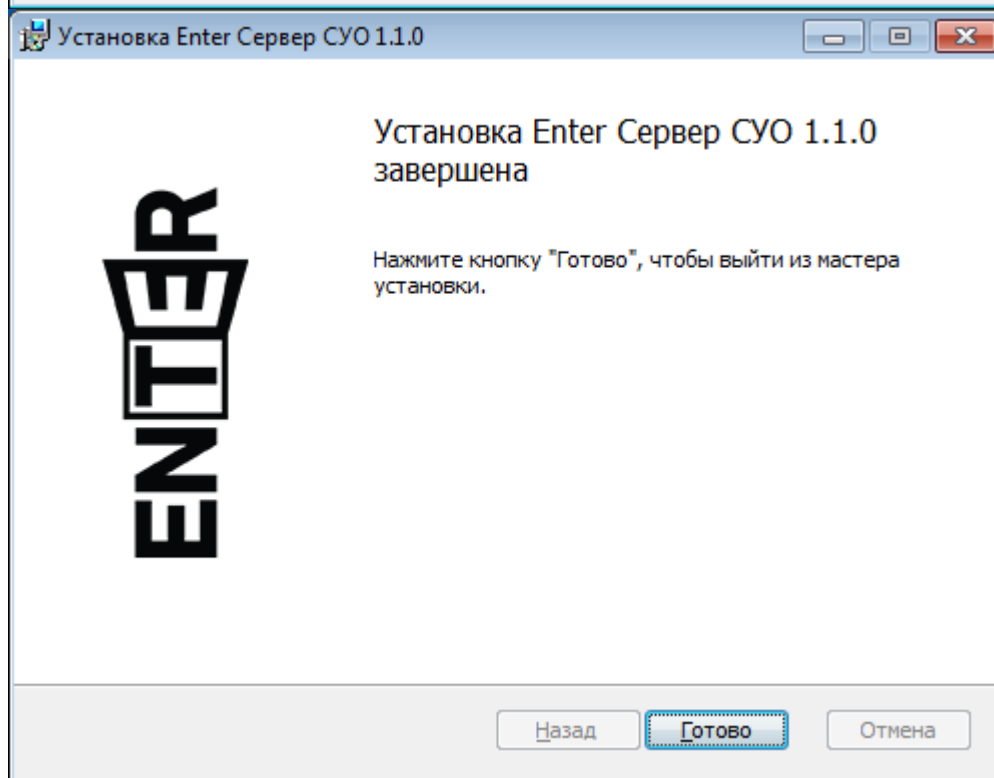 Установка Enter Сервер СУО 1.1.0
Установка Enter Сервер СУО 1.1.0
завершена
Нажмите кнопку "Готово", чтобы выйти из мастера
установки.
ENTER
Назад
Готово
Отмена